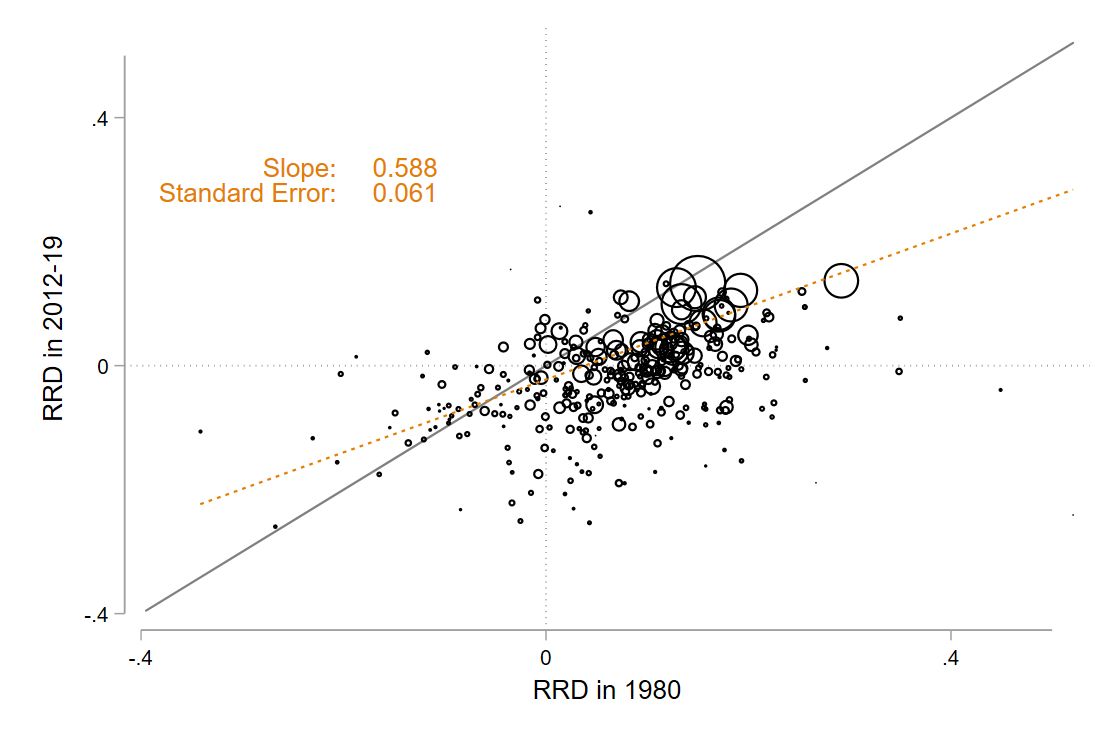 .4
Slope: 0.588
Standard Error: 0.061
RRD in 2012-19
0
-.4
-.4 0 .4
RRD in 1980